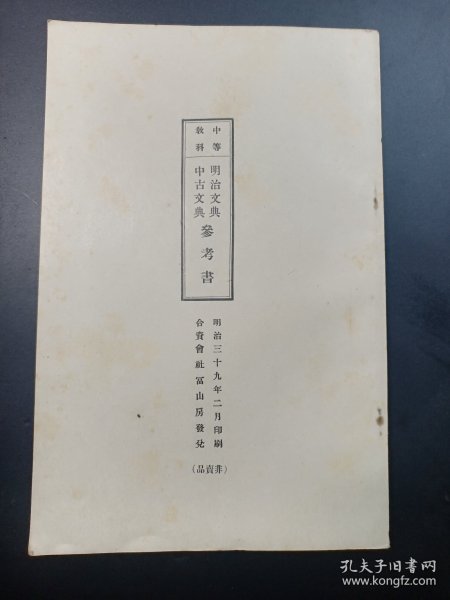 中等
教科
明治文典
中古文典
參考書
明治三十九年二月印刷
合資會社冨山房發兌
(非賣品)
孔夫子旧书网
www.kongfz.com